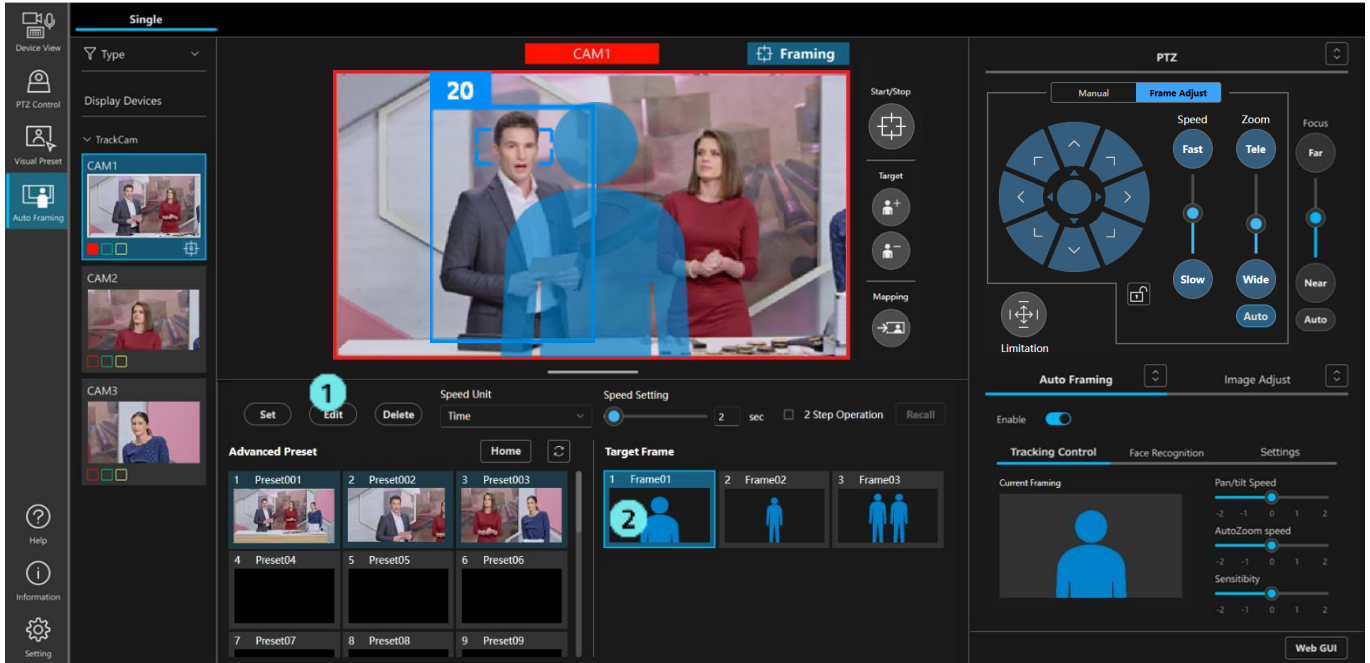 Single
Device View
PTZ Control
Visual Preset
Auto Framing
Help
Information
Setting
Type
Display Devices
TrackCam
CAM1
CAM2
CAM3
CAM1
Framing
20
Start/Stop
Target
Mapping
1
Set
Edit
Delete
Speed Unit
Time
Speed Setting
2 sec
2 Step Operation
Recall
Advanced Preset
Home
1 Preset001
2 Preset002
3 Preset003
4 Preset04
5 Preset05
6 Preset06
7 Preset07
8 Preset08
9 Preset09
Target Frame
1 Frame01
2 Frame02
3 Frame03
2
PTZ
Manual
Frame Adjust
Speed
Zoom
Focus
Fast
Tele
Far
Slow
Wide
Near
Auto
Auto
Limitation
Auto Framing
Image Adjust
Enable
Tracking Control
Face Recognition
Settings
Current Framing
Pan/tilt Speed
-2 -1 0 1 2
AutoZoom speed
-2 -1 0 1 2
Sensitibity
-2 -1 0 1 2
Web GUI